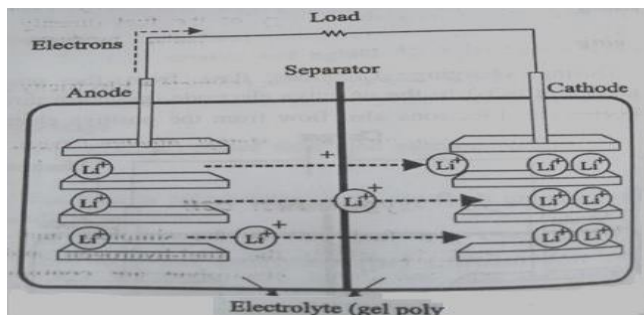 Load
Electrons
Separator
Anode
Cathode
+
Li+ Li+ Li+ Li+
+
Li+ Li+ Li+ Li+
+
Li+ Li+ Li+ Li+
Electrolyte (gel poly